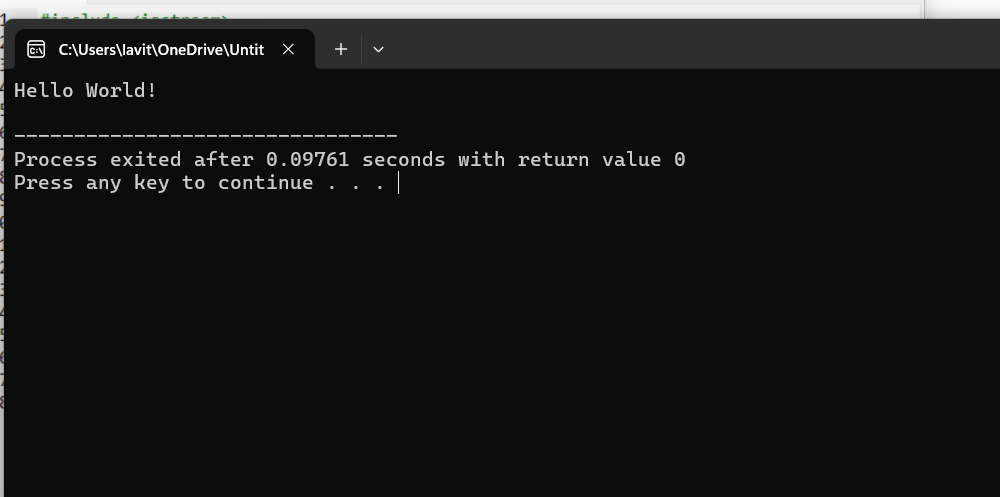 #include <iostream>
C:\Users\lavit\OneDrive\Untit
Hello World!
--------------------------------
Process exited after 0.09761 seconds with return value 0
Press any key to continue . . .